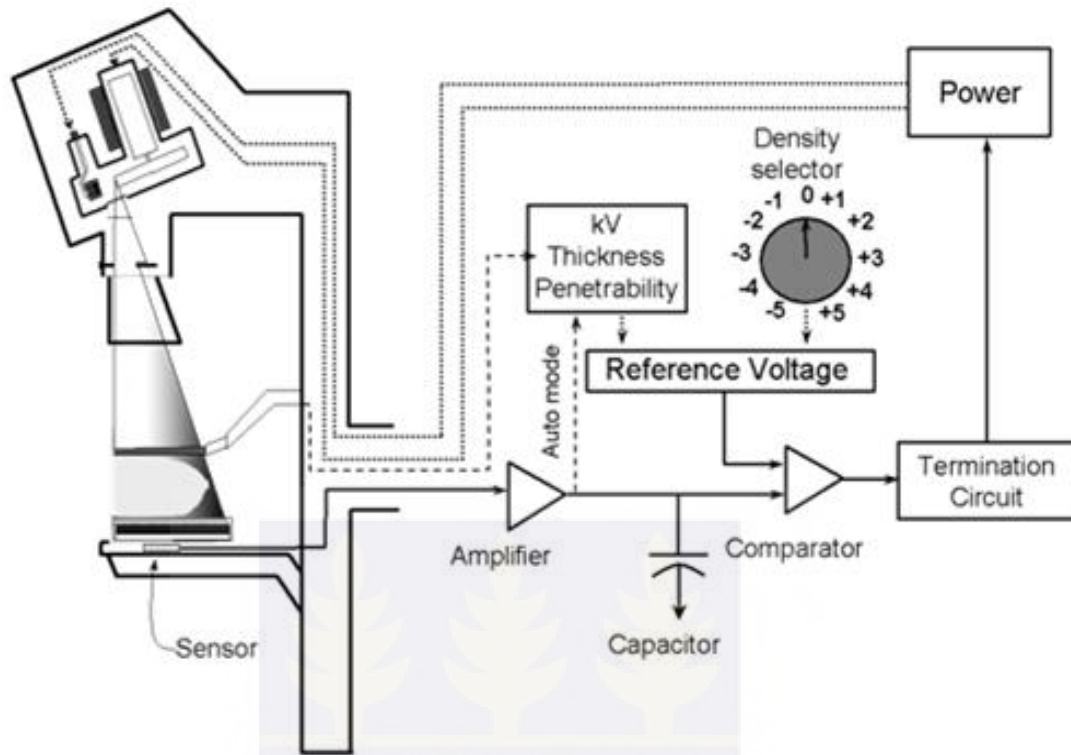 Power
Density
selector
0
-1
+1
-2
+2
-3
+3
-4
+4
-5
+5
kV
Thickness
Penetrability
Auto mode
Reference Voltage
Termination
Circuit
Amplifier
Comparator
Capacitor
Sensor